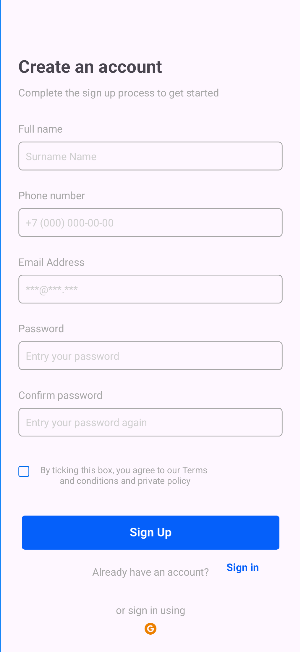 Create an account
Complete the sign up process to get started
Full name
Surname Name
Phone number
+7 (000) 000-00-00
Email Address
***@***.***
Password
Entry your password
Confirm password
Entry your password again
By ticking this box, you agree to our Terms
and conditions and private policy
Sign Up
Already have an account? Sign in
or sign in using
G